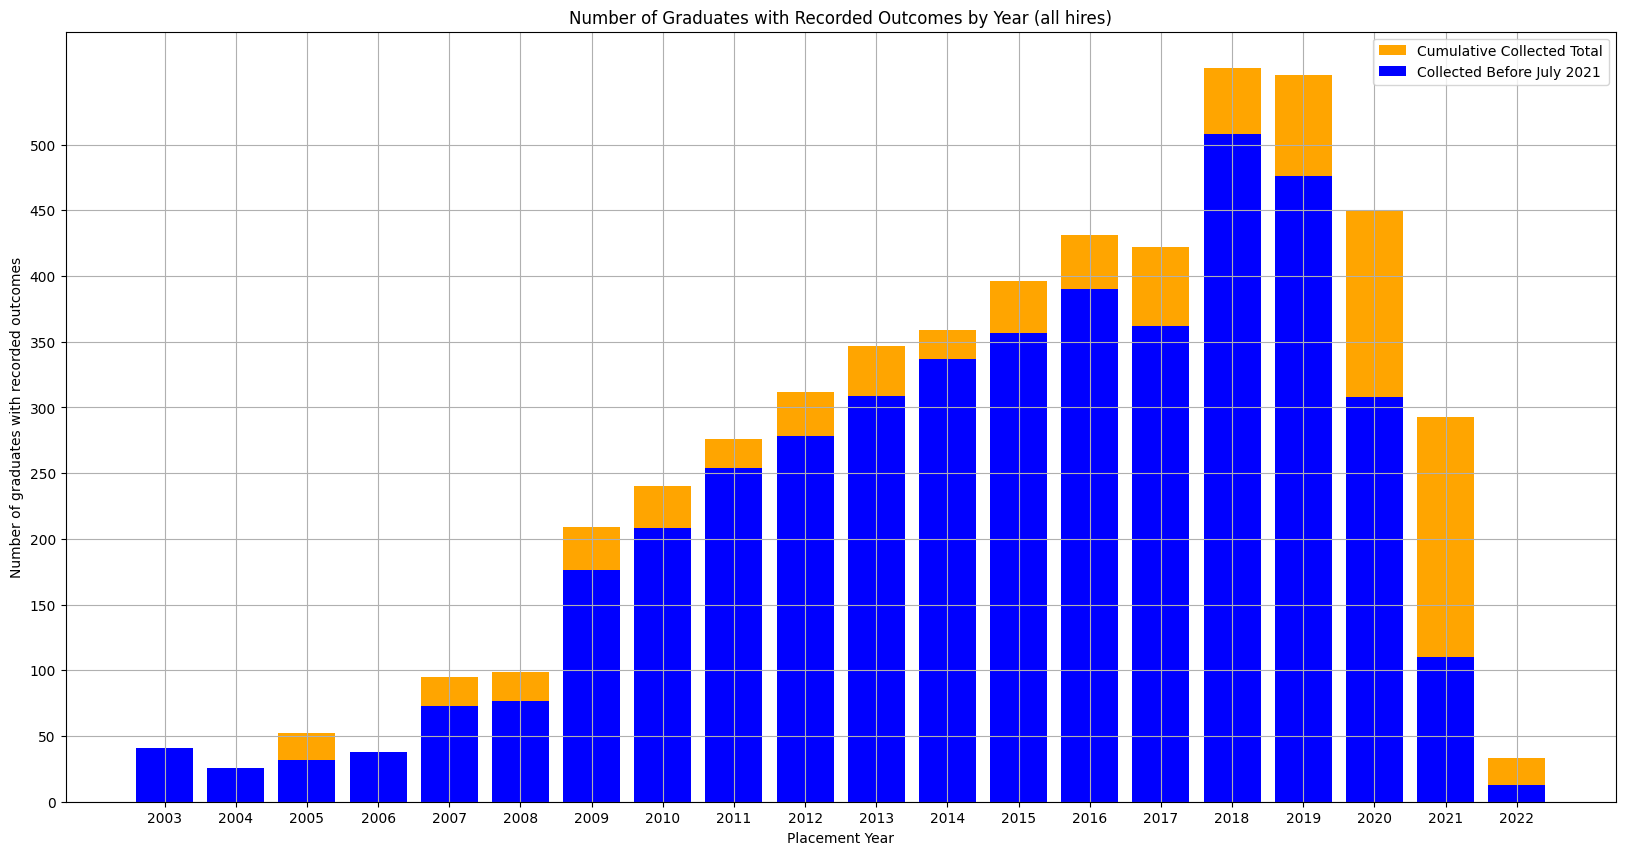 Number of Graduates with Recorded Outcomes by Year (all hires)
Cumulative Collected Total
Collected Before July 2021
Number of graduates with recorded outcomes
500
450
400
350
300
250
200
150
100
50
0
2003 2004 2005 2006 2007 2008 2009 2010 2011 2012 2013 2014 2015 2016 2017 2018 2019 2020 2021 2022
Placement Year